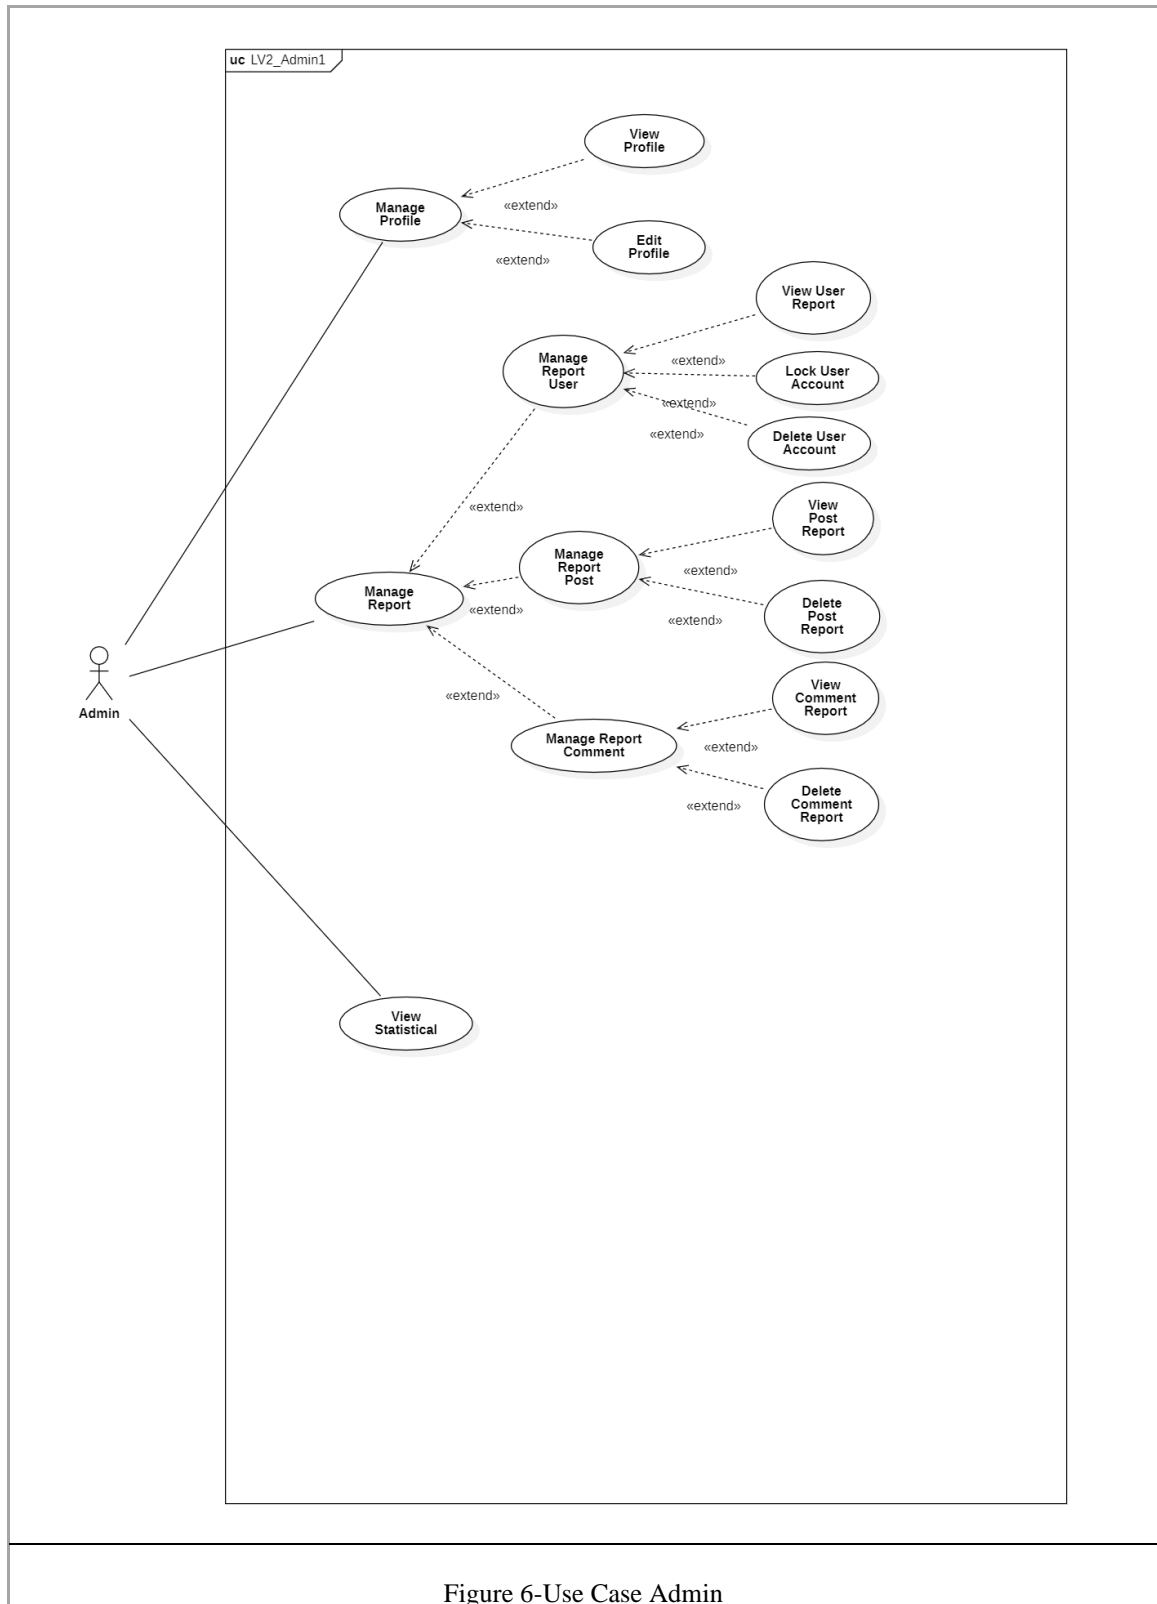 uc LV2_Admin1
View
Profile
Manage
Profile
«extend»
Edit
Profile
«extend»
View User
Report
Manage
Report
User
«extend»
Lock User
Account
«extend»
«extend»
Delete User
Account
View
Post
Report
«extend»
Manage
Report
Post
«extend»
Manage
Report
«extend»
Delete
Post
Report
«extend»
View
Comment
Report
«extend»
Admin
Manage Report
Comment
«extend»
Delete
Comment
Report
«extend»
View
Statistical
Figure 6-Use Case Admin